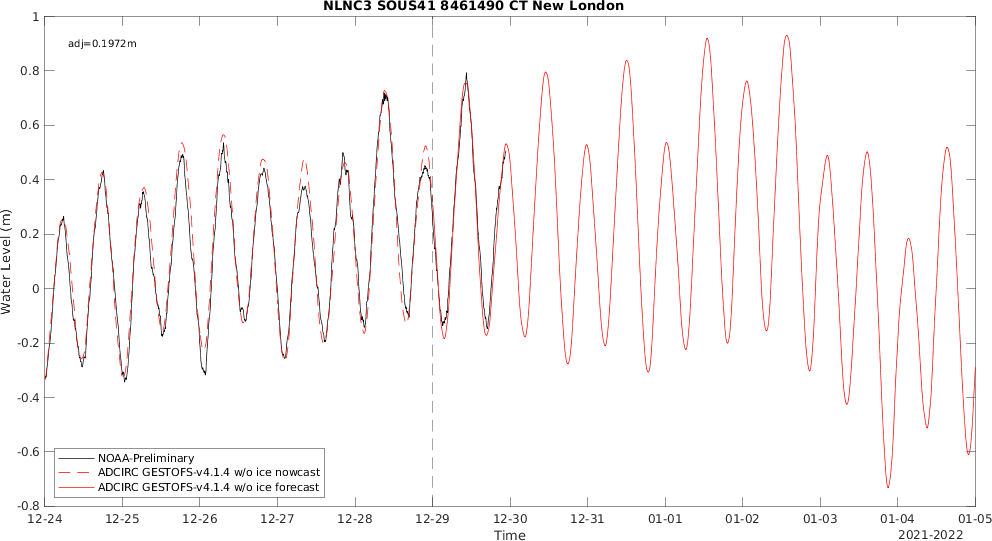 NLNC3 SOUS41 8461490 CT New London
adj=0.1972m
1
0.8
0.6
0.4
0.2
0
-0.2
-0.4
-0.6
-0.8
Water Level (m)
NOAA-Preliminary
ADCIRC GESTOFS-v4.1.4 w/o ice nowcast
ADCIRC GESTOFS-v4.1.4 w/o ice forecast
12-24 12-25 12-26 12-27 12-28 12-29 12-30 12-31 01-01 01-02 01-03 01-04 01-05
Time
2021-2022